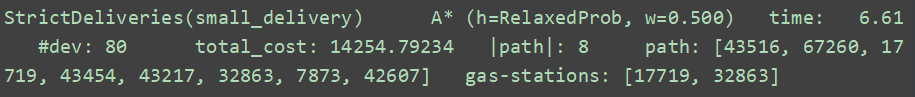 StrictDeliveries(small_delivery)      A* (h=RelaxedProb, w=0.500)   time:   6.61
   #dev: 80      total_cost: 14254.79234   |path|: 8    path: [43516, 67260, 17
719, 43454, 43217, 32863, 7873, 42607]   gas-stations: [17719, 32863]